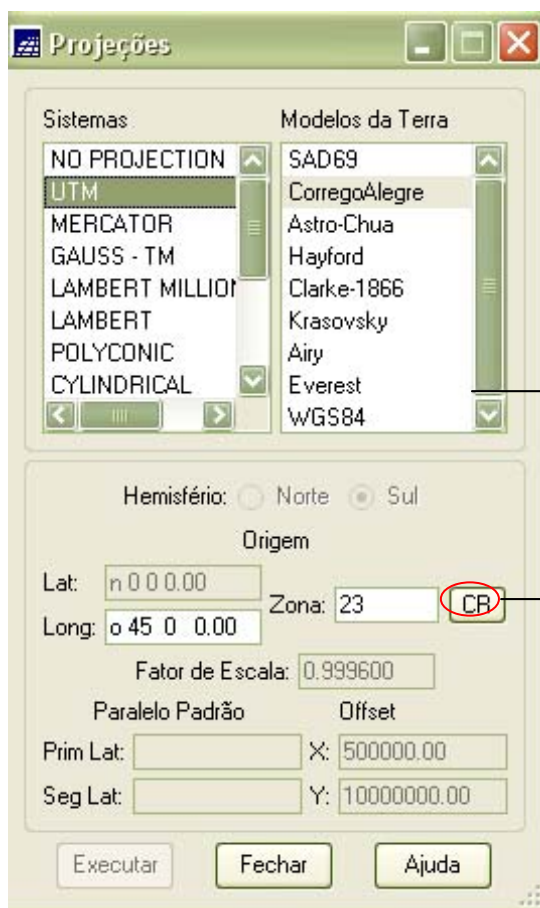 Projeções
Sistemas
Modelos da Terra
NO PROJECTION
UTM
MERCATOR
GAUSS - TM
LAMBERT MILLION
LAMBERT
POLYCONIC
CYLINDRICAL
SAD69
CorregoAlegre
Astro-Chua
Hayford
Clarke-1866
Krasovsky
Airy
Everest
WGS84
Hemisfério: Norte Sul
Origem
Lat: n 0 0 0.00
Long: o 45 0 0.00
Zona: 23 CR
Fator de Escala: 0.999600
Paralelo Padrão Offset
Prim Lat: X: 500000.00
Seg Lat: Y: 10000000.00
Executar Fechar Ajuda